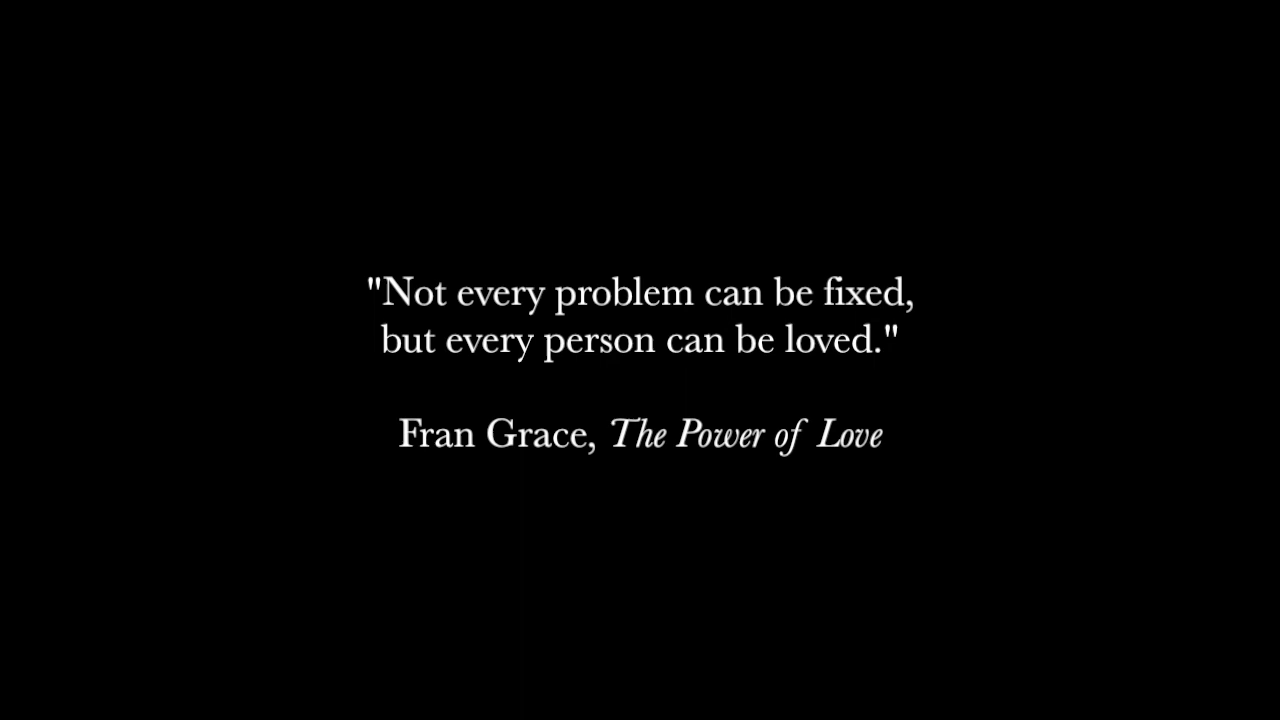 "Not every problem can be fixed,
but every person can be loved."
Fran Grace, The Power of Love